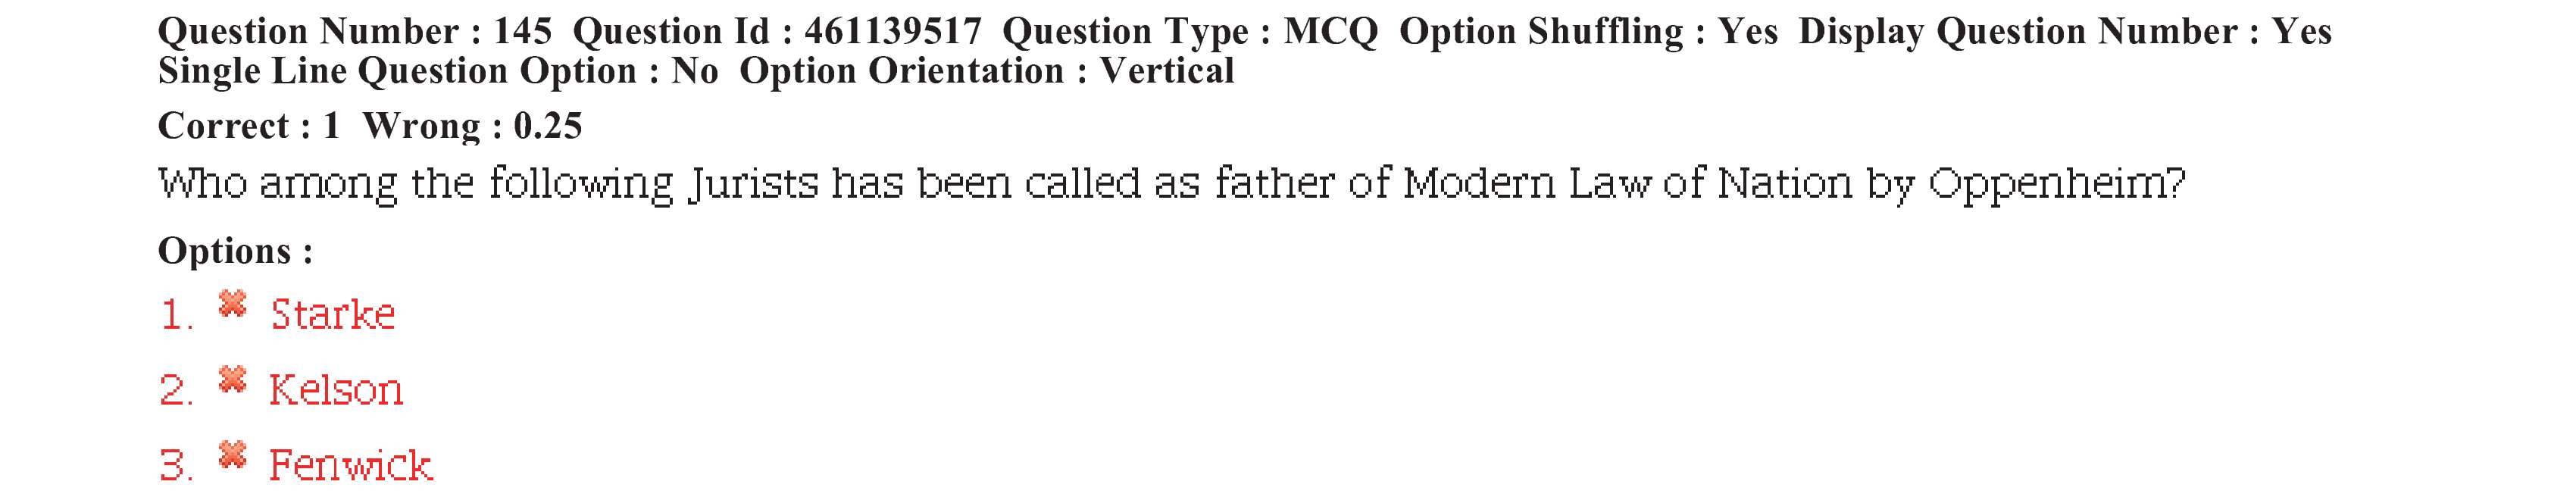 Question Number : 145 Question Id : 461139517 Question Type : MCQ Option Shuffling : Yes Display Question Number : Yes
Single Line Question Option : No Option Orientation : Vertical
Correct : 1 Wrong : 0.25
Who among the following Jurists has been called as father of Modern Law of Nation by Oppenheim?
Options :
1. Starke
2. Kelson
3. Fenwick